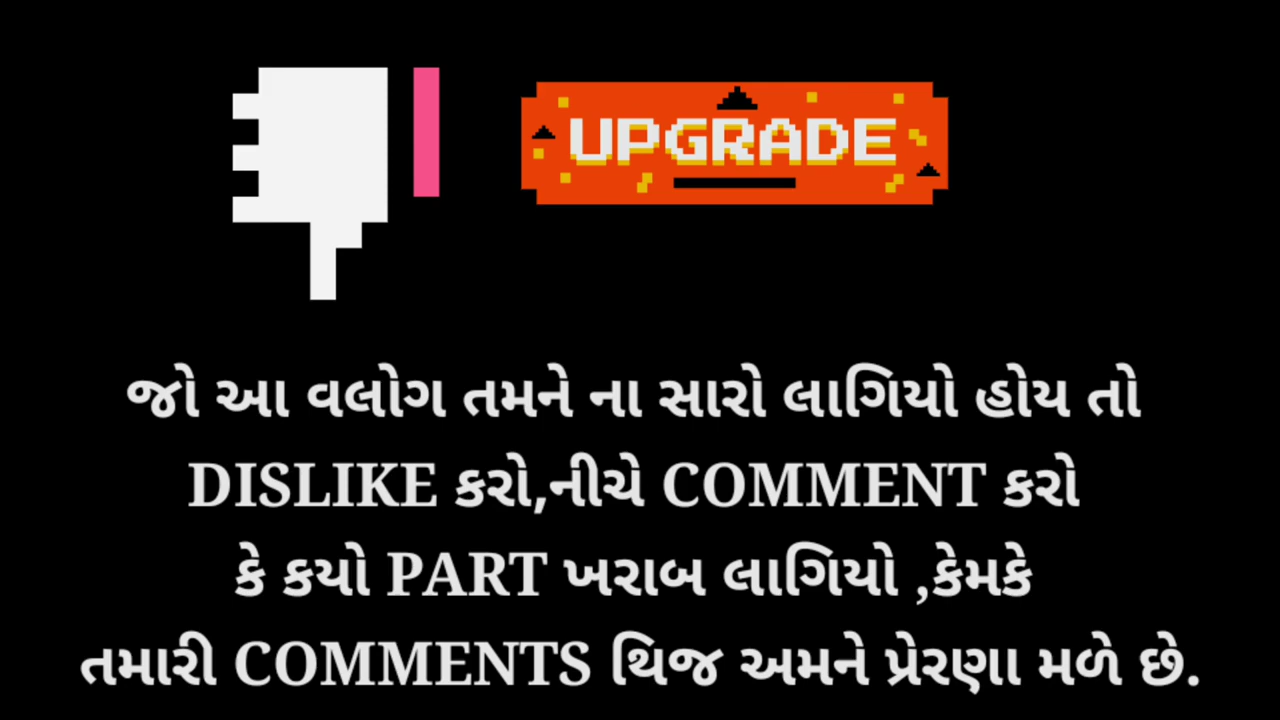 UPGRADE
જો આ વલોગ તમને ના સારો લાગિયો હોય તો
DISLIKE કરો,નીચે COMMENT કરો
કે કયો PART ખરાબ લાગિયો ,કેમકે
તમારી COMMENTS થિજ અમને પ્રેરણા મળે છે.